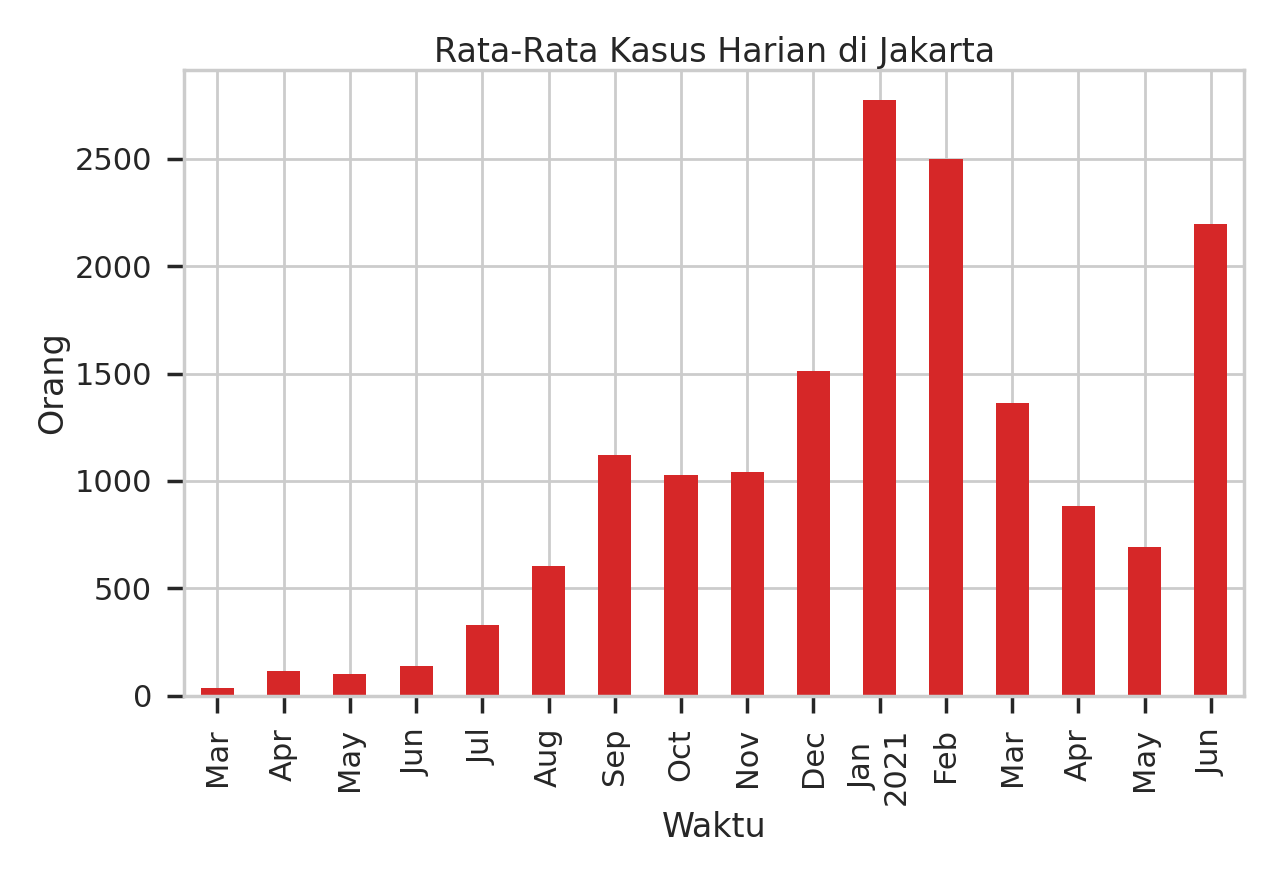 Rata-Rata Kasus Harian di Jakarta
2500
2000
1500
1000
500
0
Orang
Mar
Apr
May
Jun
Jul
Aug
Sep
Oct
Nov
Dec
Jan
2021
Feb
Mar
Apr
May
Jun
Waktu